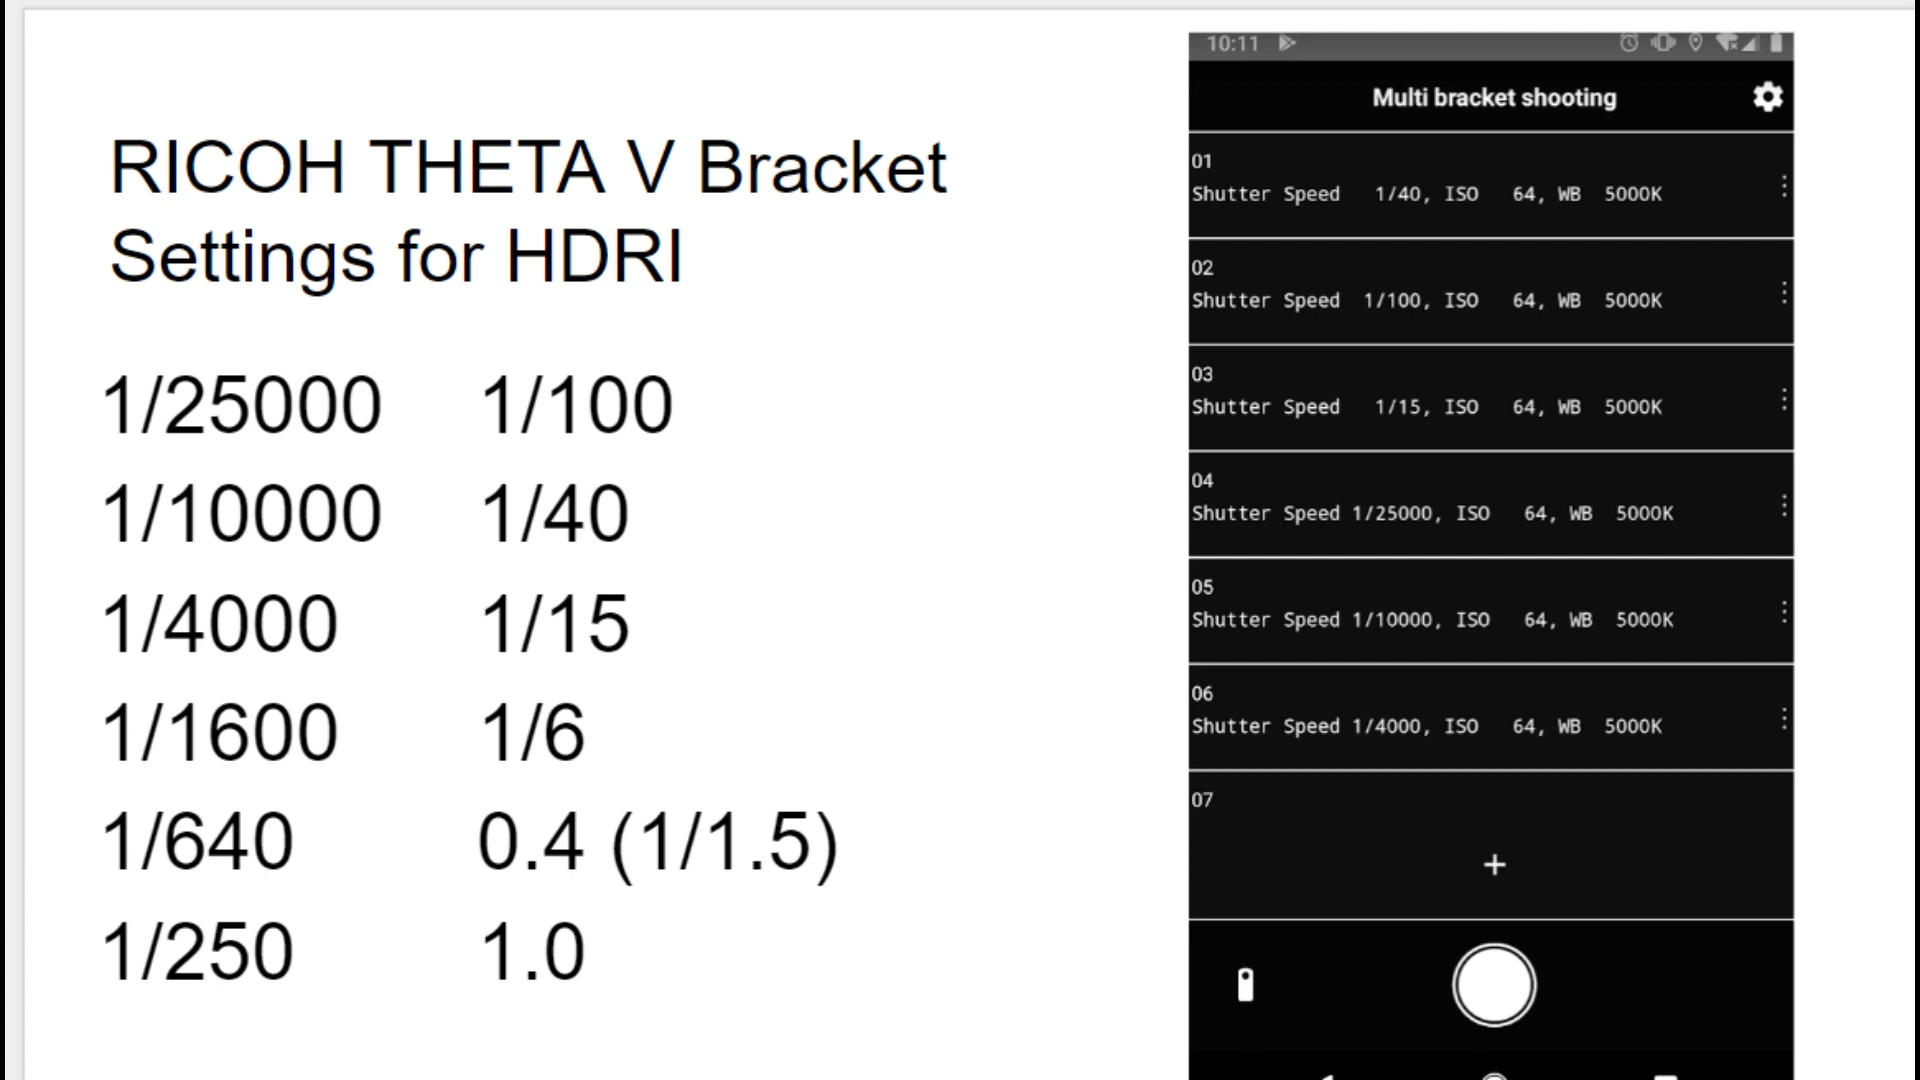 RICOH THETA V Bracket
Settings for HDRI
1/25000 1/100
1/10000 1/40
1/4000 1/15
1/1600 1/6
1/640 0.4 (1/1.5)
1/250 1.0
10:11
Multi bracket shooting
01
Shutter Speed 1/40, ISO 64, WB 5000K
02
Shutter Speed 1/100, ISO 64, WB 5000K
03
Shutter Speed 1/15, ISO 64, WB 5000K
04
Shutter Speed 1/25000, ISO 64, WB 5000K
05
Shutter Speed 1/10000, ISO 64, WB 5000K
06
Shutter Speed 1/4000, ISO 64, WB 5000K
07
+